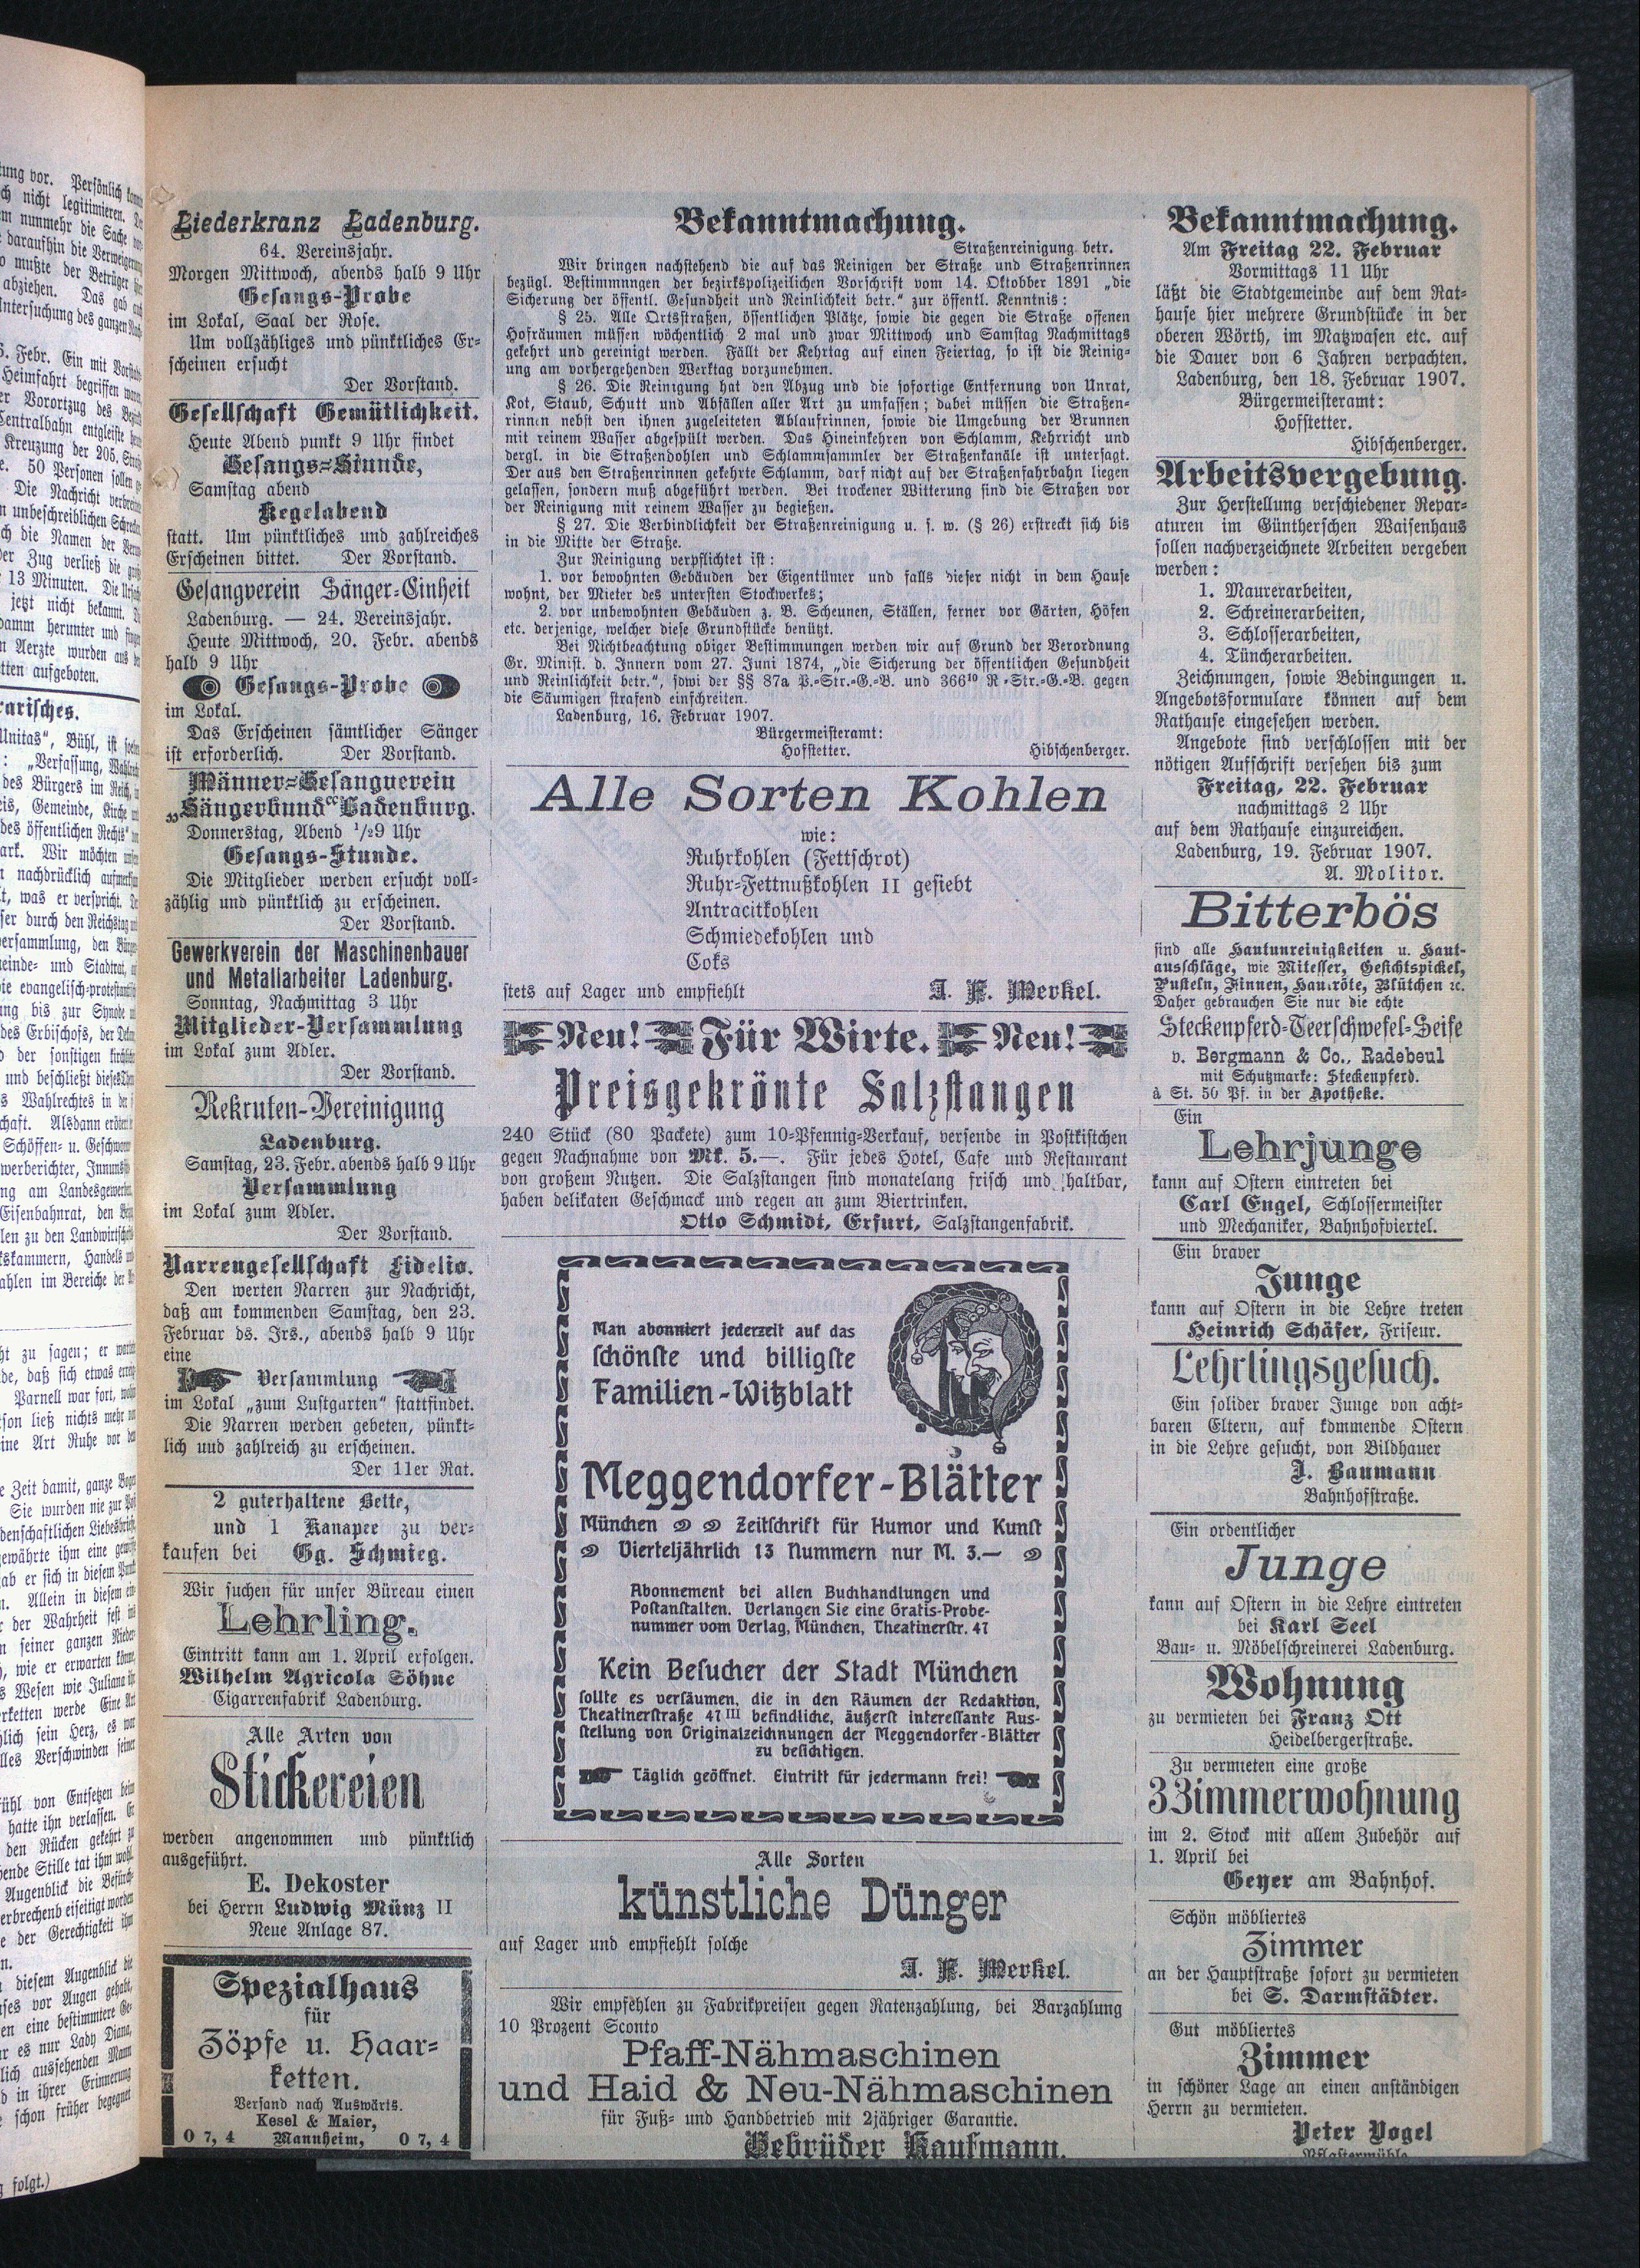 Liederkranz Ladenburg.
64. Vereinsjahr.
Morgen Mittwoch, abends halb 9 Uhr
Gesangs-Probe
im Lokal, Saal der Rose.
Um vollzähliges und pünktliches Er-
scheinen ersucht
Der Vorstand.
Gesellschaft Gemütlichkeit.
Heute Abend punkt 9 Uhr findet
Gesangs-Stunde,
Samstag abend
Kegelabend
statt. Um pünktliches und zahlreiches
Erscheinen bittet. Der Vorstand.
Gesangverein Sänger-Einheit
Ladenburg. — 24. Vereinsjahr.
Heute Mittwoch, 20. Febr. abends
halb 9 Uhr
Gesangs-Probe
im Lokal.
Das Erscheinen sämtlicher Sänger
ist erforderlich. Der Vorstand.
Männer-Gesangverein
„Sängerbund“ Ladenburg.
Donnerstag, Abend 1/29 Uhr
Gesangs-Stunde.
Die Mitglieder werden ersucht voll-
zählig und pünktlich zu erscheinen.
Der Vorstand.
Gewerkverein der Maschinenbauer
und Metallarbeiter Ladenburg.
Sonntag, Nachmittag 3 Uhr
Mitglieder-Versammlung
im Lokal zum Adler.
Der Vorstand.
Rekruten-Vereinigung
Ladenburg.
Samstag, 23. Febr. abends halb 9 Uhr
Versammlung
im Lokal zum Adler.
Der Vorstand.
Narrengesellschaft Fidelio.
Den werten Narren zur Nachricht,
daß am kommenden Samstag, den 23.
Februar ds. Jrs., abends halb 9 Uhr
eine
Versammlung
im Lokal „zum Lustgarten“ stattfindet.
Die Narren werden gebeten, pünkt-
lich und zahlreich zu erscheinen.
Der 11er Rat.
2 guterhaltene Bette,
und 1 Kanapee zu ver-
kaufen bei Gg. Schmieg.
Wir suchen für unser Büreau einen
Lehrling.
Eintritt kann am 1. April erfolgen.
Wilhelm Agricola Söhne
Cigarrenfabrik Ladenburg.
Alle Arten von
Stickereien
werden angenommen und pünktlich
ausgeführt.
E. Dekoster
bei Herrn Ludwig Münz II
Neue Anlage 87.
Spezialhaus
für
Zöpfe u. Haar-
ketten.
Versand nach Auswärts.
Kesel & Maier,
O 7, 4 Mannheim, O 7, 4
Bekanntmachung.
Straßenreinigung betr.
Wir bringen nachstehend die auf das Reinigen der Straße und Straßenrinnen
bezügl. Bestimmnngen der bezirkspolizeilichen Vorschrift vom 14. Oktobber 1891 „die
Sicherung der öffentl. Gesundheit und Reinlichkeit betr.“ zur öffentl. Kenntnis:
§ 25. Alle Ortsstraßen, öffentlichen Plätze, sowie die gegen die Straße offenen
Hofräumen müssen wöchentlich 2 mal und zwar Mittwoch und Samstag Nachmittags
gekehrt und gereinigt werden. Fällt der Kehrtag auf einen Feiertag, so ist die Reinig-
ung am vorhergehenden Werktag vorzunehmen.
§ 26. Die Reinigung hat den Abzug und die sofortige Entfernung von Unrat,
Kot, Staub, Schutt und Abfällen aller Art zu umfassen; dabei müssen die Straßen-
rinnen nebst den ihnen zugeleiteten Ablaufrinnen, sowie die Umgebung der Brunnen
mit reinem Wasser abgespült werden. Das Hineinkehren von Schlamm, Kehrricht und
dergl. in die Straßendohlen und Schlammsammler der Straßenkanäle ist untersagt.
Der aus den Straßenrinnen gekehrte Schlamm, darf nicht auf der Straßenfahrbahn liegen
gelassen, sondern muß abgeführt werden. Bei trockener Witterung sind die Straßen vor
der Reinigung mit reinem Wasser zu begießen.
§ 27. Die Verbindlichkeit der Straßenreinigung u. s. w. (§ 26) erstreckt sich bis
in die Mitte der Straße.
Zur Reinigung verpflichtet ist:
1. vor bewohnten Gebäuden der Eigentümer und falls dieser nicht in dem Hause
wohnt, der Mieter des untersten Stockwerkes;
2. vor unbewohnten Gebäuden z. B. Scheunen, Ställen, ferner vor Gärten, Höfen
etc. derjenige, welcher diese Grundstücke benützt.
Bei Nichtbeachtung obiger Bestimmungen werden wir auf Grund der Verordnung
Gr. Minist. d. Innern vom 27. Juni 1874, „die Sicherung der öffentlichen Gesundheit
und Reinlichkeit betr.“, sowi der §§ 87a P.-Str.-G.-B. und 366¹⁰ R-Str.-G.-B. gegen
die Säumigen strafend einschreiten.
Ladenburg, 16. Februar 1907.
Bürgermeisteramt:
Hofstetter. Hibschenberger.
Alle Sorten Kohlen
wie:
Ruhrkohlen (Fettschrot)
Ruhr-Fettnußkohlen II gesiebt
Antracitkohlen
Schmiedekohlen und
Coks
stets auf Lager und empfiehlt J. F. Merkel.
Neu! Für Wirte. Neu!
Preisgekrönte Salzstangen
240 Stück (80 Packete) zum 10-Pfennig-Verkauf, versende in Postkistchen
gegen Nachnahme von Mk. 5.—. Für jedes Hotel, Cafe und Restaurant
von großem Nutzen. Die Salzstangen sind monatelang frisch und haltbar,
haben delikaten Geschmack und regen an zum Biertrinken.
Otto Schmidt, Erfurt, Salzstangenfabrik.
Man abonniert jederzeit auf das
schönste und billigste
Familien-Witzblatt
Meggendorfer-Blätter
München Zeitschrift für Humor und Kunst
Vierteljährlich 13 Nummern nur M. 3.—
Abonnement bei allen Buchhandlungen und
Postanstalten. Verlangen Sie eine Gratis-Probe-
nummer vom Verlag, München, Theatinerstr. 47
Kein Besucher der Stadt München
sollte es versäumen, die in den Räumen der Redaktion,
Theatinerstraße 47 III befindliche, äußerst interessante Aus-
stellung von Originalzeichnungen der Meggendorfer-Blätter
zu besichtigen.
Täglich geöffnet. Eintritt für jedermann frei!
Alle Sorten
künstliche Dünger
auf Lager und empfiehlt solche
J. F. Merkel.
Wir empfehlen zu Fabrikpreisen gegen Ratenzahlung, bei Barzahlung
10 Prozent Sconto
Pfaff-Nähmaschinen
und Haid & Neu-Nähmaschinen
für Fuß- und Handbetrieb mit 2jähriger Garantie.
Gebrüder Kaufmann.
Bekanntmachung.
Am Freitag 22. Februar
Vormittags 11 Uhr
läßt die Stadtgemeinde auf dem Rat-
hause hier mehrere Grundstücke in der
oberen Wörth, im Matzwasen etc. auf
die Dauer von 6 Jahren verpachten.
Ladenburg, den 18. Februar 1907.
Bürgermeisteramt:
Hofstetter.
Hibschenberger.
Arbeitsvergebung.
Zur Herstellung verschiedener Repar-
aturen im Güntherschen Waisenhaus
sollen nachverzeichnete Arbeiten vergeben
werden:
1. Maurerarbeiten,
2. Schreinerarbeiten,
3. Schlosserarbeiten,
4. Tüncherarbeiten.
Zeichnungen, sowie Bedingungen u.
Angebotsformulare können auf dem
Rathause eingesehen werden.
Angebote sind verschlossen mit der
nötigen Aufschrift versehen bis zum
Freitag, 22. Februar
nachmittags 2 Uhr
auf dem Rathause einzureichen.
Ladenburg, 19. Februar 1907.
A. Molitor.
Bitterbös
sind alle Hautunreinigkeiten u. Haut-
ausschläge, wie Mitesser, Gesichtspickel,
Pusteln, Finnen, Hautröte, Blütchen ꝛc.
Daher gebrauchen Sie nur die echte
Steckenpferd-Teerschwefel-Seife
v. Bergmann & Co., Radebeul
mit Schutzmarke: Steckenpferd.
à St. 50 Pf. in der Apotheke.
Ein
Lehrjunge
kann auf Ostern eintreten bei
Carl Engel, Schlossermeister
und Mechaniker, Bahnhofviertel.
Ein braver
Junge
kann auf Ostern in die Lehre treten
Heinrich Schäfer, Friseur.
Lehrlingsgesuch.
Ein solider braver Junge von acht-
baren Eltern, auf kommende Ostern
in die Lehre gesucht, von Bildhauer
J. Baumann
Bahnhofstraße.
Ein ordentlicher
Junge
kann auf Ostern in die Lehre eintreten
bei Karl Seel
Bau- u. Möbelschreinerei Ladenburg.
Wohnung
zu vermieten bei Franz Ott
Heidelbergerstraße.
Zu vermieten eine große
3 Zimmerwohnung
im 2. Stock mit allem Zubehör auf
1. April bei
Geyer am Bahnhof.
Schön möbliertes
Zimmer
an der Hauptstraße sofort zu vermieten
bei S. Darmstädter.
Gut möbliertes
Zimmer
in schöner Lage an einen anständigen
Herrn zu vermieten.
Peter Vogel
Pflastermühle